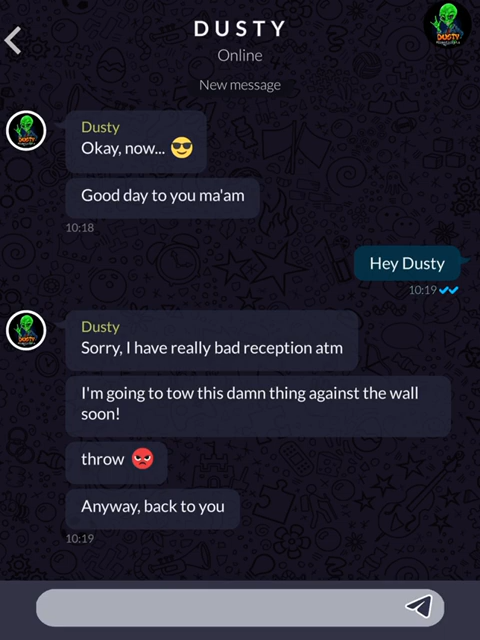 DUSTY
Online
New message
DUSTY
Dusty
Okay, now... 😎
Good day to you ma'am
10:18
Hey Dusty
10:19
Dusty
Sorry, I have really bad reception atm
I'm going to tow this damn thing against the wall
soon!
throw 😡
Anyway, back to you
10:19